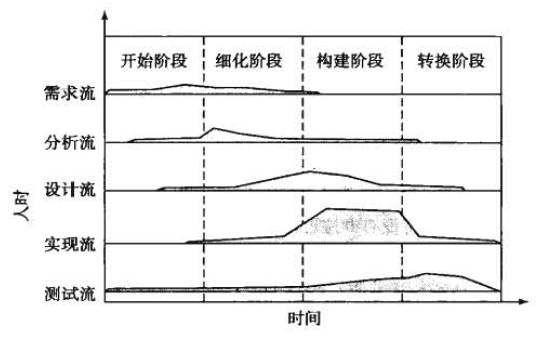 开始阶段 细化阶段 构建阶段 转换阶段
需求流
分析流
设计流
人时
实现流
测试流
时间